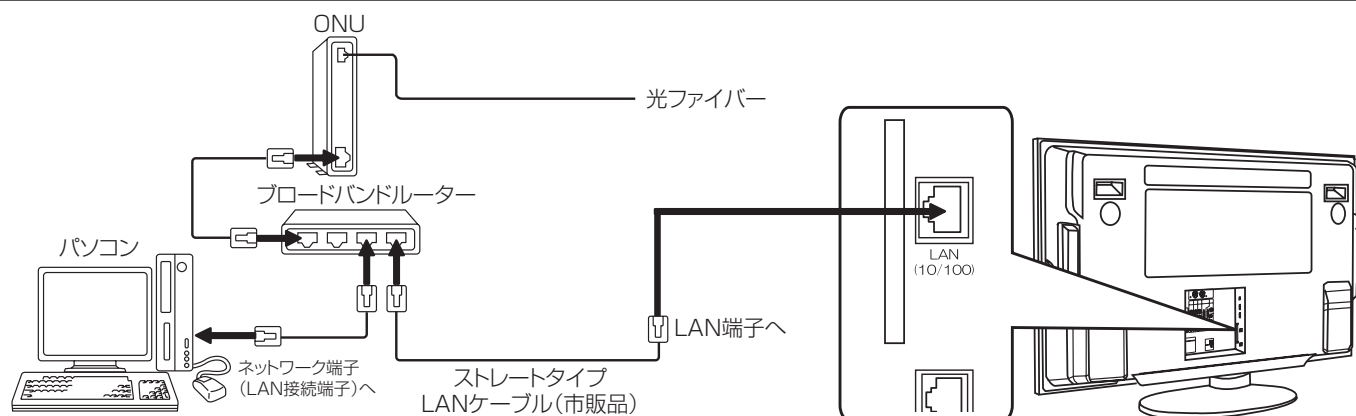 ONU
光ファイバー
ブロードバンドルーター
パソコン
LAN
(10/100)
LAN端子へ
ネットワーク端子
(LAN接続端子)へ
ストレートタイプ
LANケーブル(市販品)